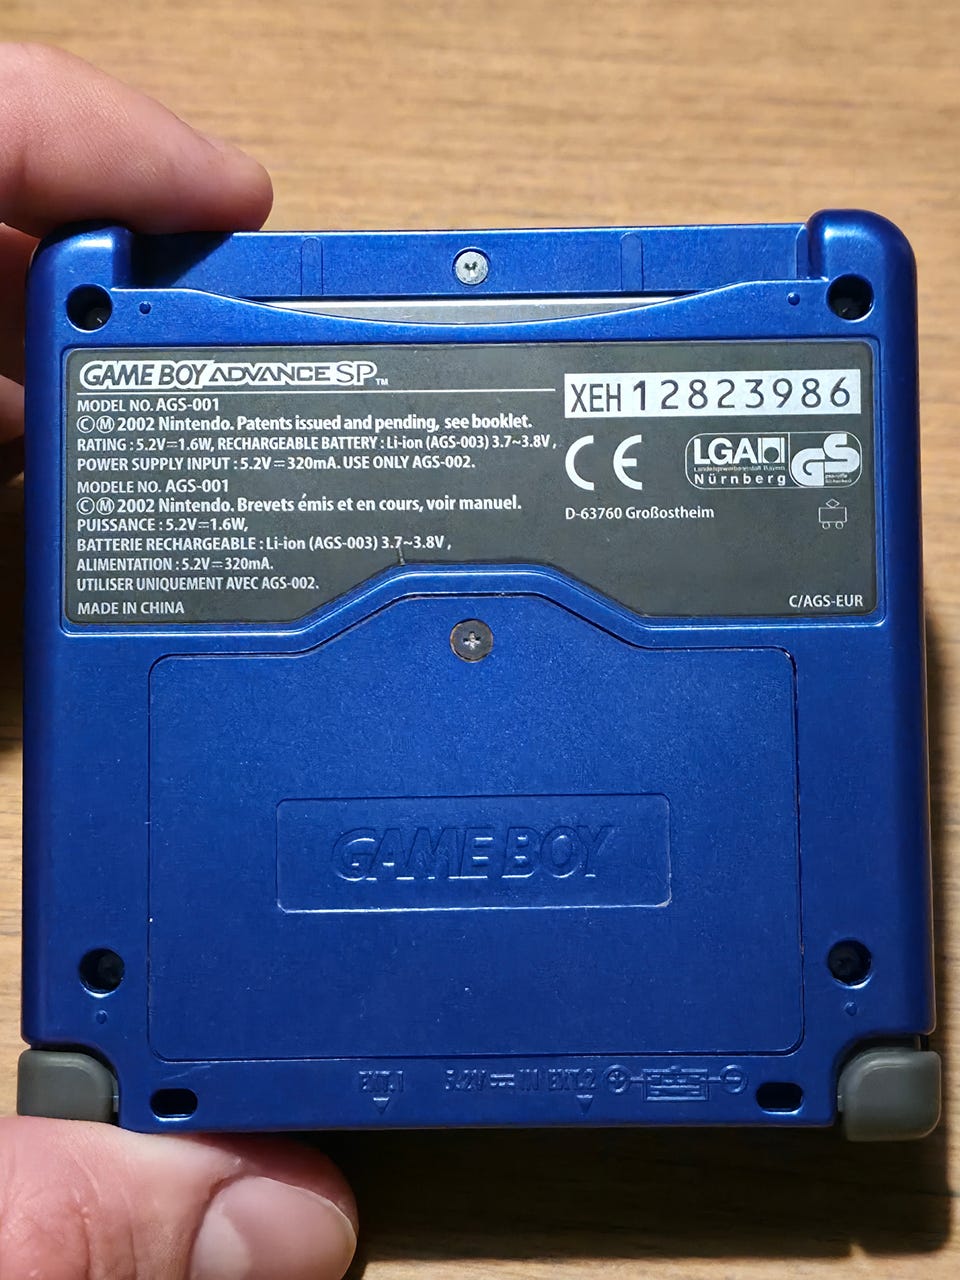 GAME BOY ADVANCE SP™
MODEL NO. AGS-001
ⒸⓂ 2002 Nintendo. Patents issued and pending, see booklet.
RATING : 5.2V⎓1.6W, RECHARGEABLE BATTERY : Li-ion (AGS-003) 3.7~3.8V ,
POWER SUPPLY INPUT : 5.2V⎓320mA. USE ONLY AGS-002.
MODELE NO. AGS-001
ⒸⓂ 2002 Nintendo. Brevets émis et en cours, voir manuel.
PUISSANCE : 5.2V⎓1.6W,
BATTERIE RECHARGEABLE : Li-ion (AGS-003) 3.7~3.8V ,
ALIMENTATION : 5.2V⎓320mA.
UTILISER UNIQUEMENT AVEC AGS-002.
MADE IN CHINA
XEH 12823986
CE
LGA
Landesgewerbeanstalt Bayern
Nürnberg
GS
D-63760 Großostheim
C/AGS-EUR
GAME BOY
EXT.1 5.2V⎓IN EXT.2